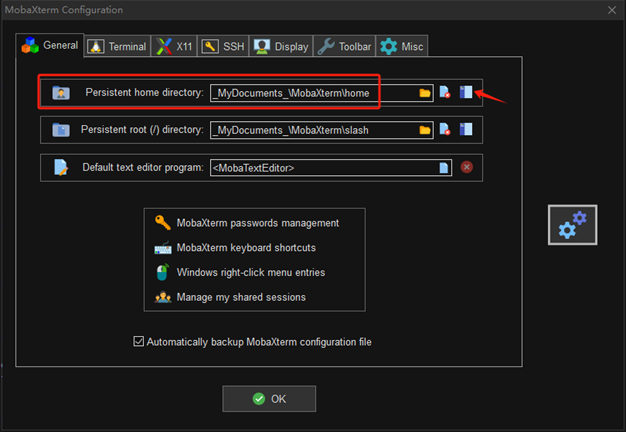 MobaXterm Configuration
General
Terminal
X11
SSH
Display
Toolbar
Misc
Persistent home directory: _MyDocuments_\MobaXterm\home
Persistent root (/) directory: _MyDocuments_\MobaXterm\slash
Default text editor program: <MobaTextEditor>
MobaXterm passwords management
MobaXterm keyboard shortcuts
Windows right-click menu entries
Manage my shared sessions
Automatically backup MobaXterm configuration file
OK